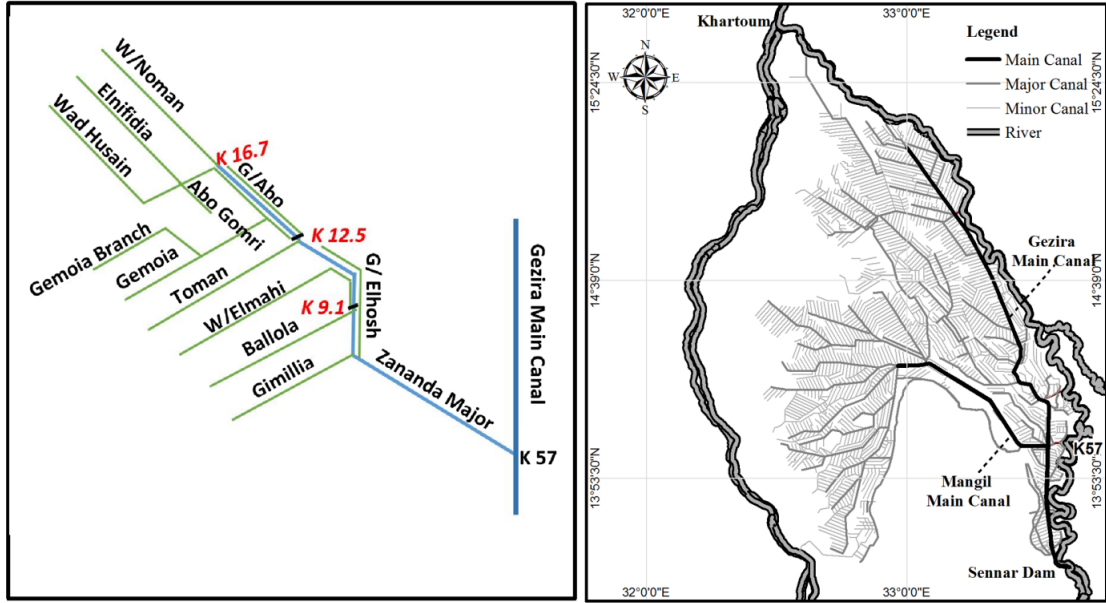 W/Noman
Elnifidia
Wad Husain
K 16.7
G/Abo
Abo Gomri
K 12.5
Gemoia Branch
Gemoia
Toman
G/ Elhosh
W/Elmahi
K 9.1
Ballola
Gimillia
Zananda Major
Gezira Main Canal
K 57
32°0'0"E
33°0'0"E
Khartoum
N
W
E
S
Legend
Main Canal
Major Canal
Minor Canal
River
15°24'30"N
15°24'30"N
Gezira
Main Canal
14°39'0"N
14°39'0"N
K57
Mangil
Main Canal
13°53'30"N
13°53'30"N
Sennar Dam
32°0'0"E
33°0'0"E